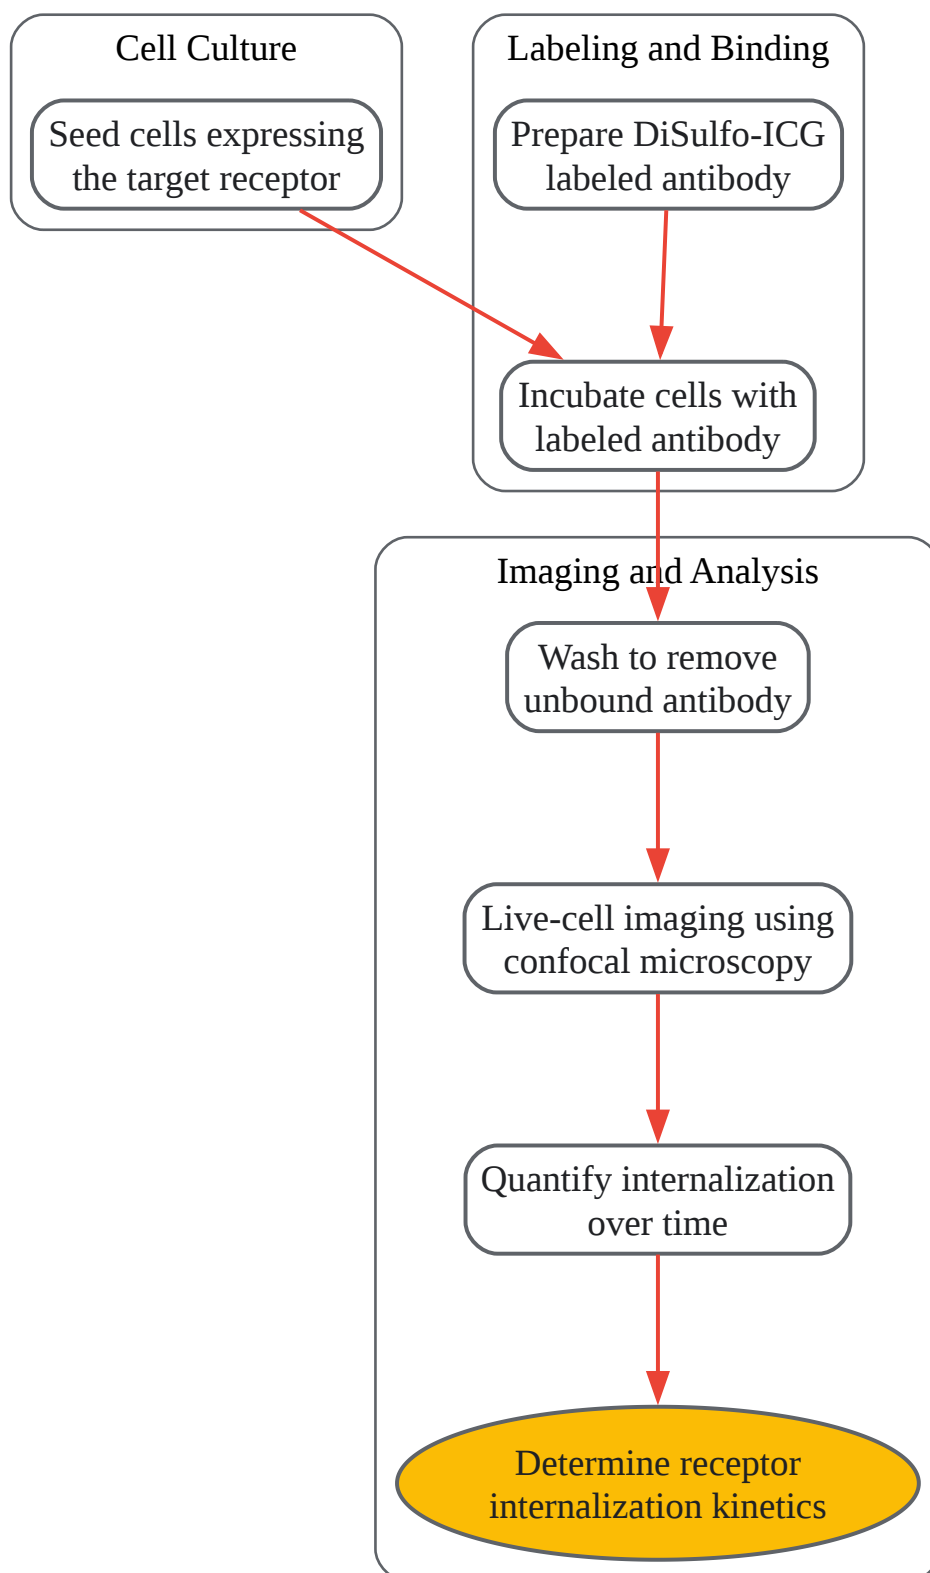 Cell Culture
Seed cells expressing
the target receptor
Labeling and Binding
Prepare DiSulfo-ICG
labeled antibody
Incubate cells with
labeled antibody
Imaging and Analysis
Wash to remove
unbound antibody
Live-cell imaging using
confocal microscopy
Quantify internalization
over time
Determine receptor
internalization kinetics